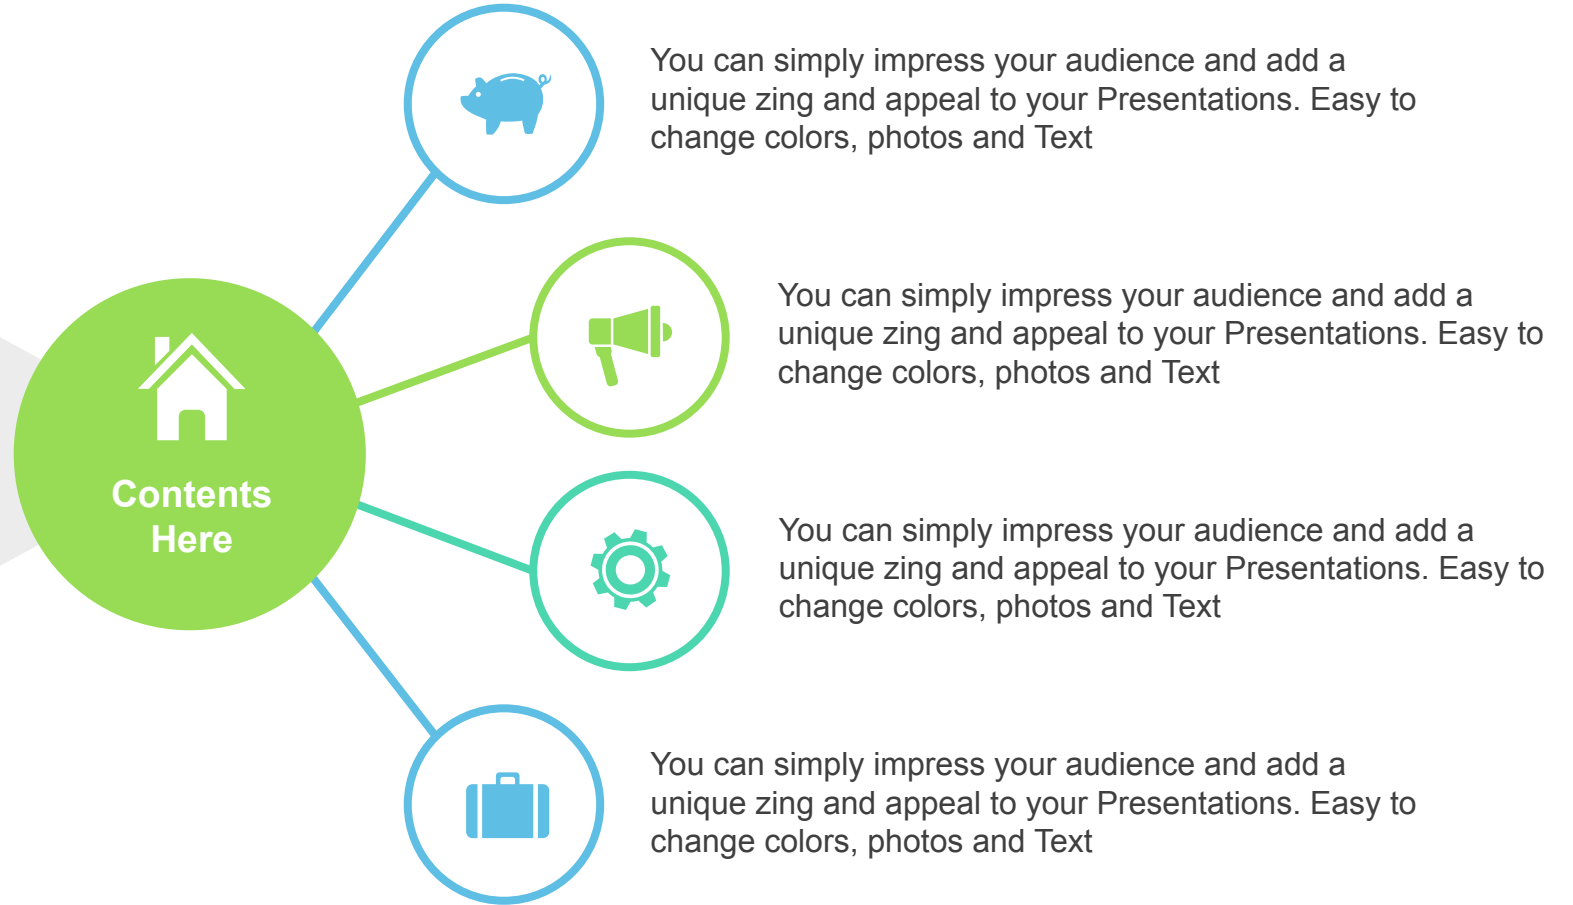 You can simply impress your audience and add a
unique zing and appeal to your Presentations. Easy to
change colors, photos and Text
You can simply impress your audience and add a
unique zing and appeal to your Presentations. Easy to
change colors, photos and Text
Contents
Here
You can simply impress your audience and add a
unique zing and appeal to your Presentations. Easy to
change colors, photos and Text
You can simply impress your audience and add a
unique zing and appeal to your Presentations. Easy to
change colors, photos and Text